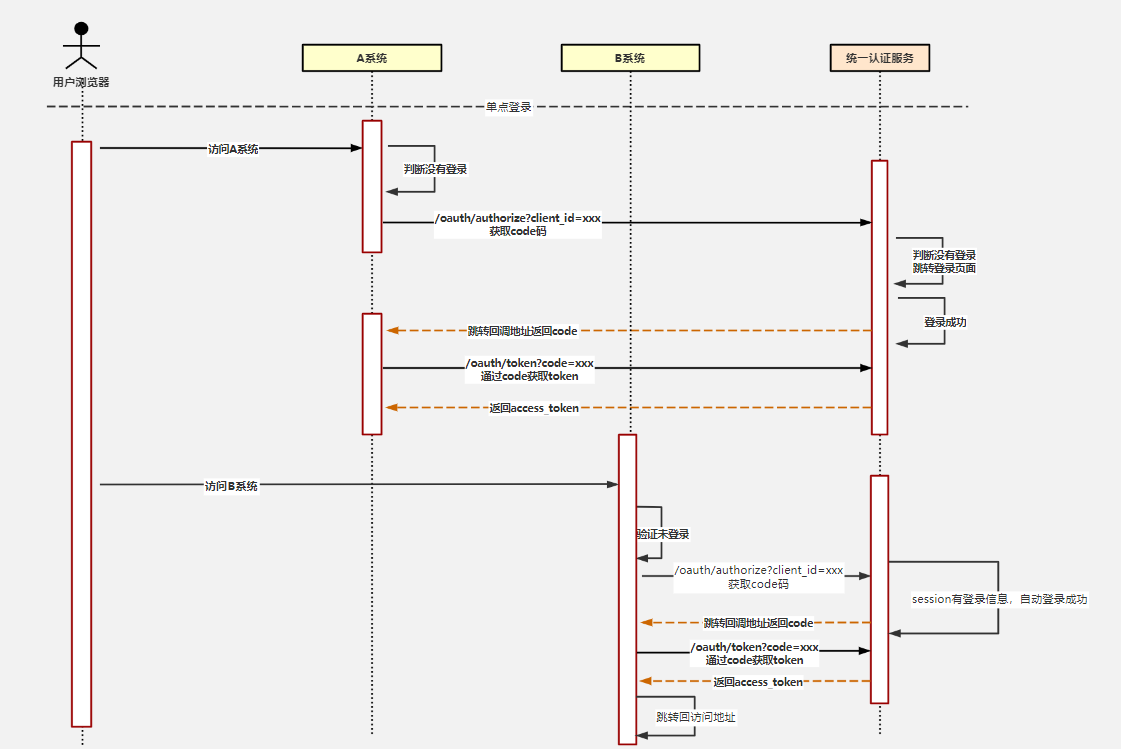 用户浏览器
A系统
B系统
统一认证服务
单点登录
访问A系统
判断没有登录
/oauth/authorize?client_id=xxx
获取code码
判断没有登录
跳转登录页面
登录成功
跳转回调地址返回code
/oauth/token?code=xxx
通过code获取token
返回access_token
访问B系统
验证未登录
/oauth/authorize?client_id=xxx
获取code码
session有登录信息，自动登录成功
跳转回调地址返回code
/oauth/token?code=xxx
通过code获取token
返回access_token
跳转回访问地址